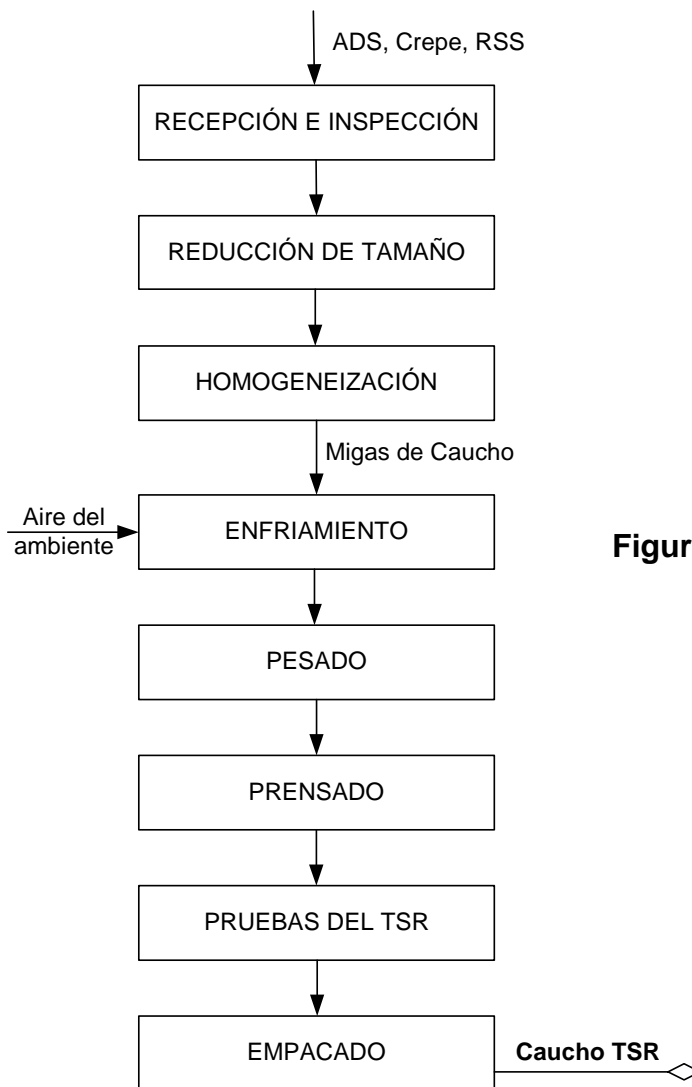 ADS, Crepe, RSS
RECEPCIÓN E INSPECCIÓN
REDUCCIÓN DE TAMAÑO
HOMOGENEIZACIÓN
Migas de Caucho
Aire del
ambiente
ENFRIAMIENTO
Figur
PESADO
PRENSADO
PRUEBAS DEL TSR
EMPACADO
Caucho TSR